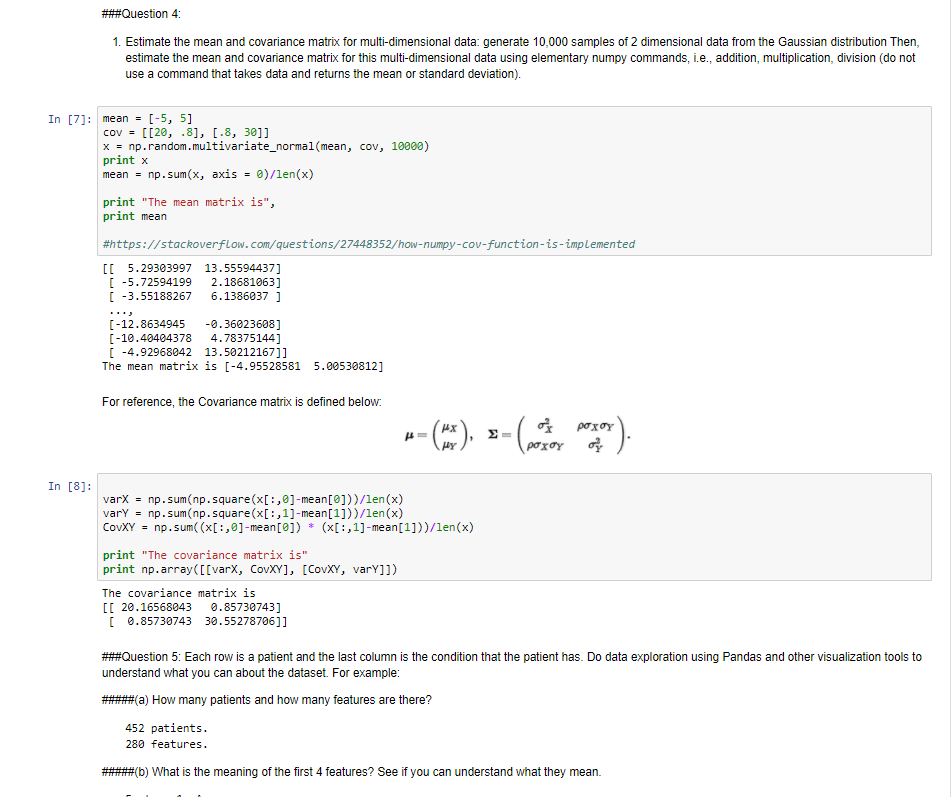 ###Question 4:
1. Estimate the mean and covariance matrix for multi-dimensional data: generate 10,000 samples of 2 dimensional data from the Gaussian distribution Then,
estimate the mean and covariance matrix for this multi-dimensional data using elementary numpy commands, i.e., addition, multiplication, division (do not
use a command that takes data and returns the mean or standard deviation).
In [7]: mean = [-5, 5]
cov = [[20, .8], [.8, 30]]
x = np.random.multivariate_normal(mean, cov, 10000)
print x
mean = np.sum(x, axis = 0)/len(x)
print "The mean matrix is",
print mean
#https://stackoverflow.com/questions/27448352/how-numpy-cov-function-is-implemented
[[ 5.29303997 13.55594437]
[ -5.72594199 2.18681063]
[ -3.55188267 6.1386037 ]
...,
[-12.8634945 -0.36023608]
[-10.40404378 4.78375144]
[ -4.92968042 13.50212167]]
The mean matrix is [-4.95528581 5.00530812]
For reference, the Covariance matrix is defined below:
μ = (μX μY), Σ = (σ²X ρσXσY
ρσXσY σ²Y).
In [8]:
varX = np.sum(np.square(x[:,0]-mean[0]))/len(x)
varY = np.sum(np.square(x[:,1]-mean[1]))/len(x)
CovXY = np.sum((x[:,0]-mean[0]) * (x[:,1]-mean[1]))/len(x)
print "The covariance matrix is"
print np.array([[varX, CovXY], [CovXY, varY]])
The covariance matrix is
[[ 20.16568043 0.85730743]
[ 0.85730743 30.55278706]]
###Question 5: Each row is a patient and the last column is the condition that the patient has. Do data exploration using Pandas and other visualization tools to
understand what you can about the dataset. For example:
#####(a) How many patients and how many features are there?
452 patients.
280 features.
#####(b) What is the meaning of the first 4 features? See if you can understand what they mean.